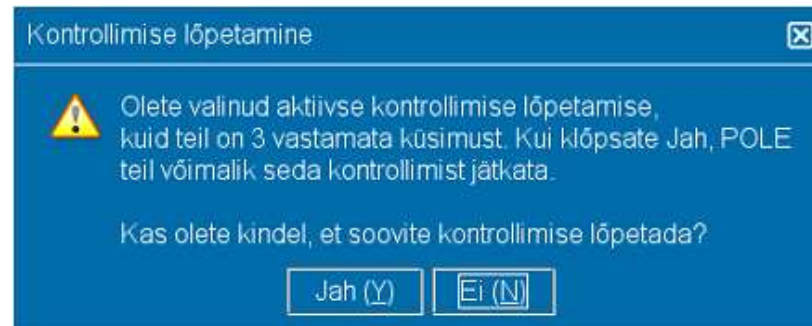 Kontrollimise lõpetamine
Olete valinud aktiivse kontrollimise lõpetamise,
kuid teil on 3 vastamata küsimust. Kui klõpsate Jah, POLE
teil võimalik seda kontrollimist jätkata.
Kas olete kindel, et soovite kontrollimise lõpetada?
Jah (Y) Ei (N)